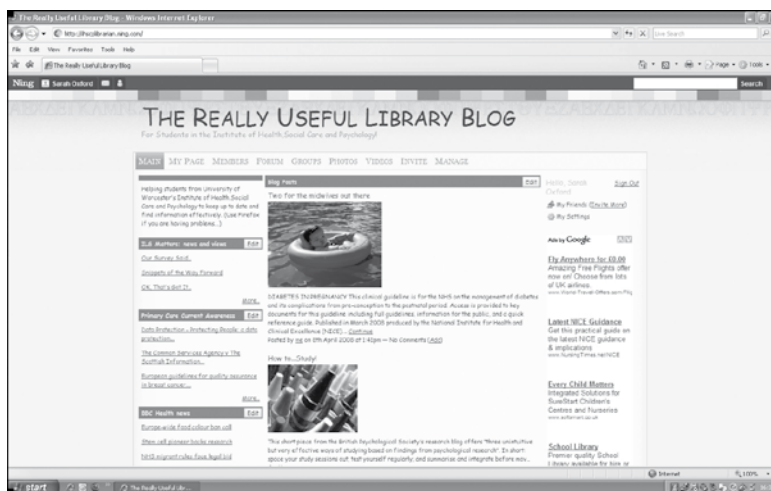 The Really Useful Library Blog - Windows Internet Explorer
http://ihscslibrarian.ning.com/
Live Search
File Edit View Favorites Tools Help
The Really Useful Library Blog
Page Tools
Ning Sarah Oxford
Search
THE REALLY USEFUL LIBRARY BLOG
For Students in the Institute of Health, Social Care and Psychology!
MAIN MY PAGE MEMBERS FORUM GROUPS PHOTOS VIDEOS INVITE MANAGE
Helping students from University of
Worcester's Institute of Health, Social
Care and Psychology to keep up to date and
find information effectively. (Use Firefox
if you are having problems...)
ILS Matters: news and views Edit
Our Survey Said..
Snippets of the Way Forward
OK, That's Got It..
More...
Primary Care Current Awareness Edit
Data Protection - Protecting People: a data
protection...
The Common Services Agency v The
Scottish Information...
European guidelines for quality assurance
in breast cancer...
More...
BBC Health news Edit
Europe-wide food colour ban call
Stem cell pioneer backs research
NHS migrant rules face legal bid
Blog Posts Edit
Two for the midwives out there
DIABETES IN PREGNANCY This clinical guideline is for the NHS on the management of diabetes
and its complications from pre-conception to the postnatal period. Access is provided to key
documents for this guideline including full guidelines, information for the public, and a quick
reference guide. Published in March 2008 produced by the National Institute for Health and
Clinical Excellence (NICE)... Continue
Posted by me on 8th April 2008 at 1:41pm — No Comments (Add)
How to...Study!
This short piece from the British Psychological Society's research blog offers 'three unintuitive
but very effective ways of studying based on findings from psychological research'. In short:
space your study sessions out, test yourself regularly, and summarise and integrate before mov...
Hello, Sarah
Oxford
Sign Out
My Friends (Invite More)
My Settings
Ads by Google
Fly Anywhere for £0.00
Amazing Free Flights offer
now on! Choose from lots
of UK airlines.
Latest NICE Guidance
Get this practical guide on
the latest NICE guidance
& implications
www.NursingTimes.net/NICE
Every Child Matters
Integrated Solutions for
SureStart Children's
Centres and Nurseries
School Library
Premier quality School
Library available for hire or
Internet 100%
start The Really Useful Lib...